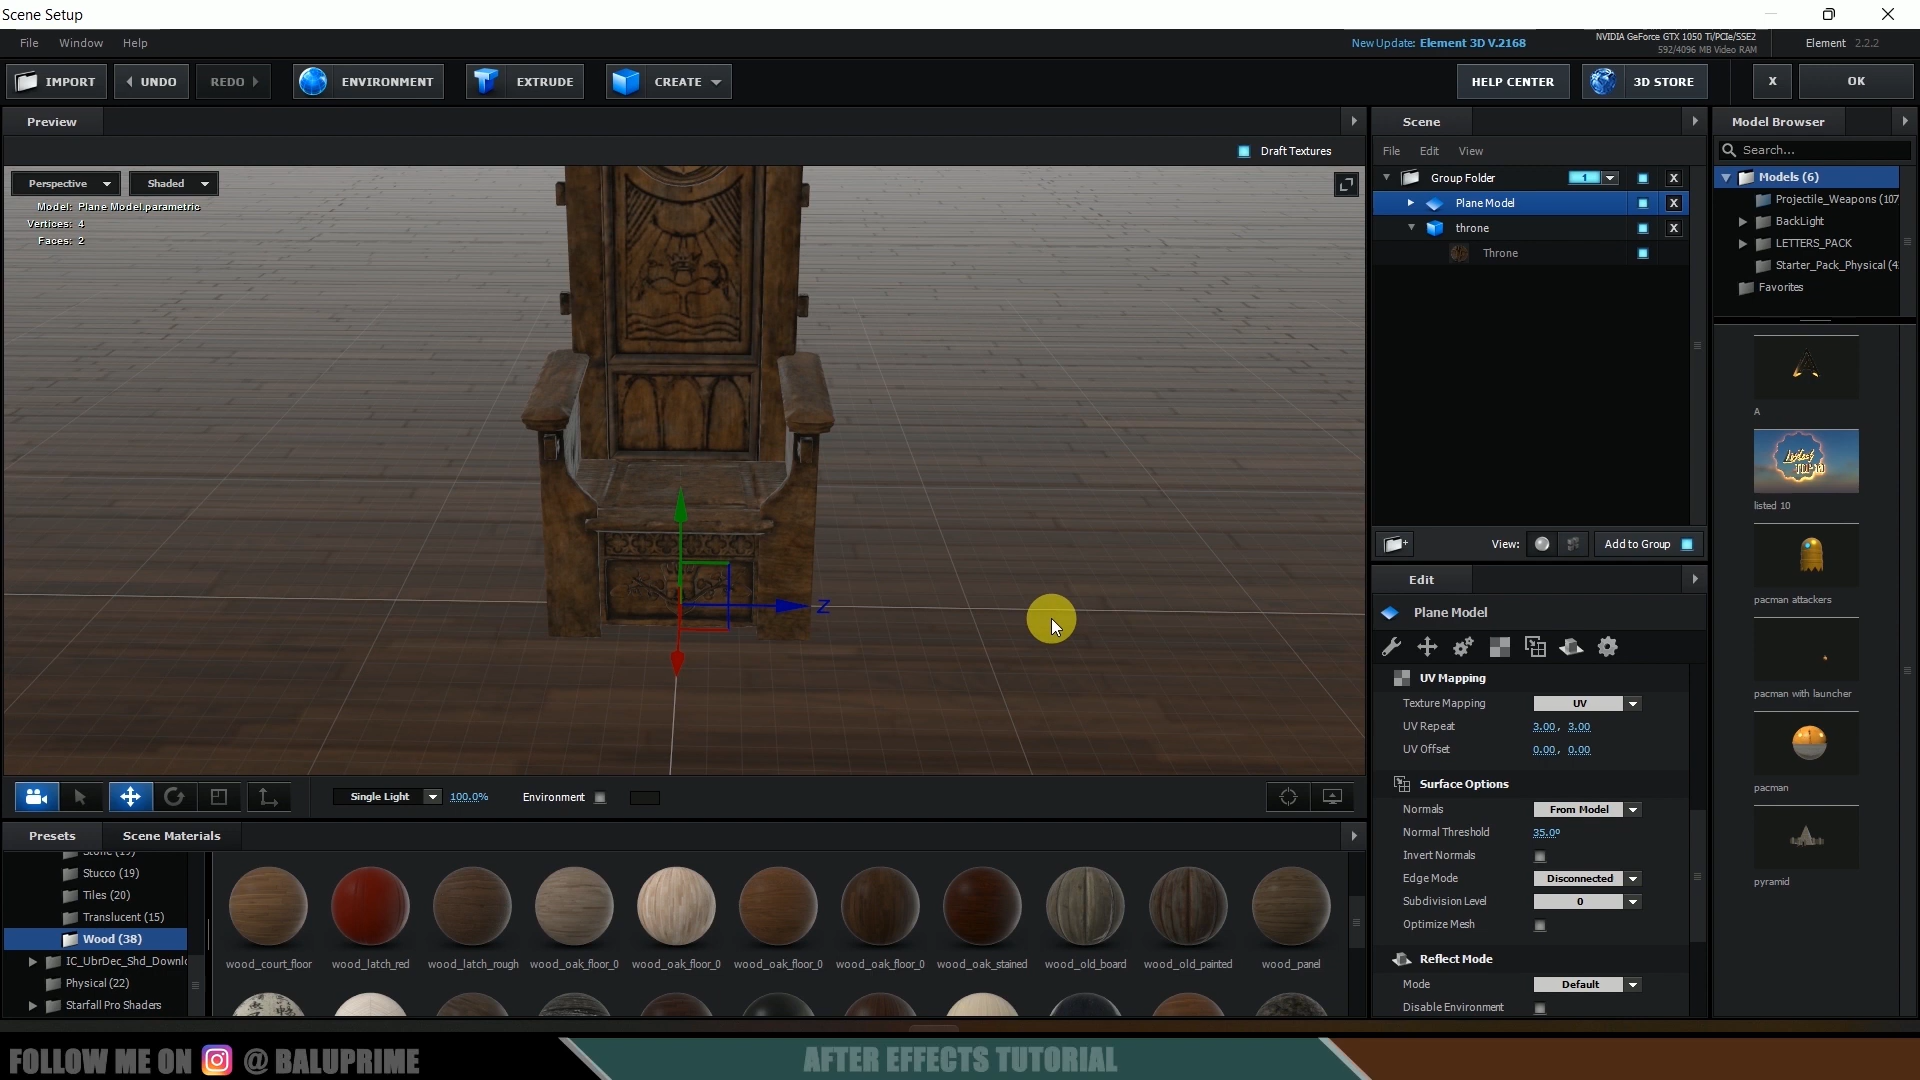 Scene Setup
File Window Help
New Update: Element 3D V.2168
NVIDIA GeForce GTX 1050 Ti/PCIe/SSE2
592/4096 MB Video RAM
Element 2.2.2
IMPORT UNDO REDO ENVIRONMENT EXTRUDE CREATE HELP CENTER 3D STORE X OK
Preview
Draft Textures
Perspective Shaded
Model: Plane Model.parametric
Vertices: 4
Faces: 2
Z
Single Light 100.0% Environment
Scene
File Edit View
Group Folder 1 X
Plane Model X
throne X
Throne
View: Add to Group
Edit
Plane Model
UV Mapping
Texture Mapping UV
UV Repeat 3.00, 3.00
UV Offset 0.00, 0.00
Surface Options
Normals From Model
Normal Threshold 35.0º
Invert Normals
Edge Mode Disconnected
Subdivision Level 0
Optimize Mesh
Reflect Mode
Mode Default
Disable Environment
Model Browser
Search...
Models (6)
Projectile_Weapons (107
BackLight
LETTERS_PACK
Starter_Pack_Physical (4
Favorites
A
listed 10
pacman attackers
pacman with launcher
pacman
pyramid
Presets Scene Materials
Stone (19)
Stucco (19)
Tiles (20)
Translucent (15)
Wood (38)
IC_UbrDec_Shd_Downlo
Physical (22)
Starfall Pro Shaders
wood_court_floor wood_latch_red wood_latch_rough wood_oak_floor_0 wood_oak_floor_0 wood_oak_floor_0 wood_oak_floor_0 wood_oak_stained wood_old_board wood_old_painted wood_panel
FOLLOW ME ON @ BALUPRIME
AFTER EFFECTS TUTORIAL